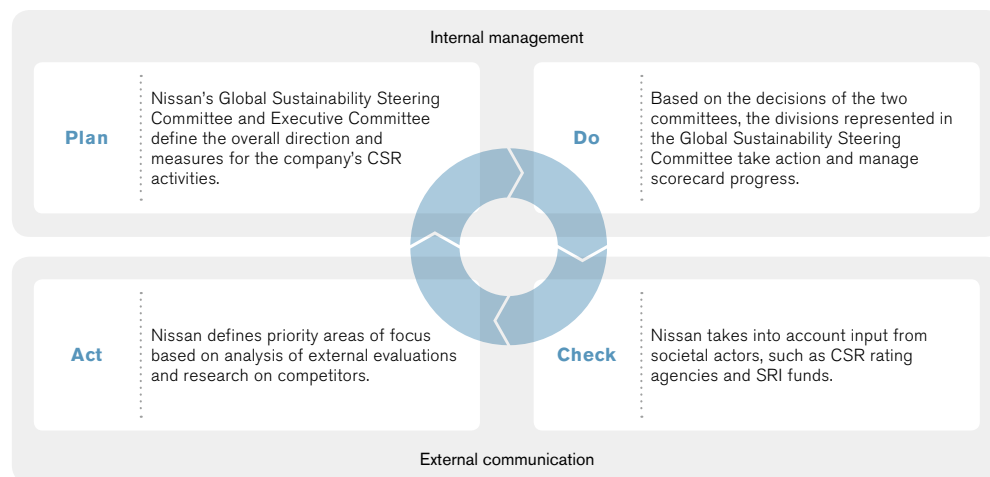 Internal management
Plan
Nissan's Global Sustainability Steering
Committee and Executive Committee
define the overall direction and
measures for the company's CSR
activities.
Do
Based on the decisions of the two
committees, the divisions represented in
the Global Sustainability Steering
Committee take action and manage
scorecard progress.
Act
Nissan defines priority areas of focus
based on analysis of external evaluations
and research on competitors.
Check
Nissan takes into account input from
societal actors, such as CSR rating
agencies and SRI funds.
External communication